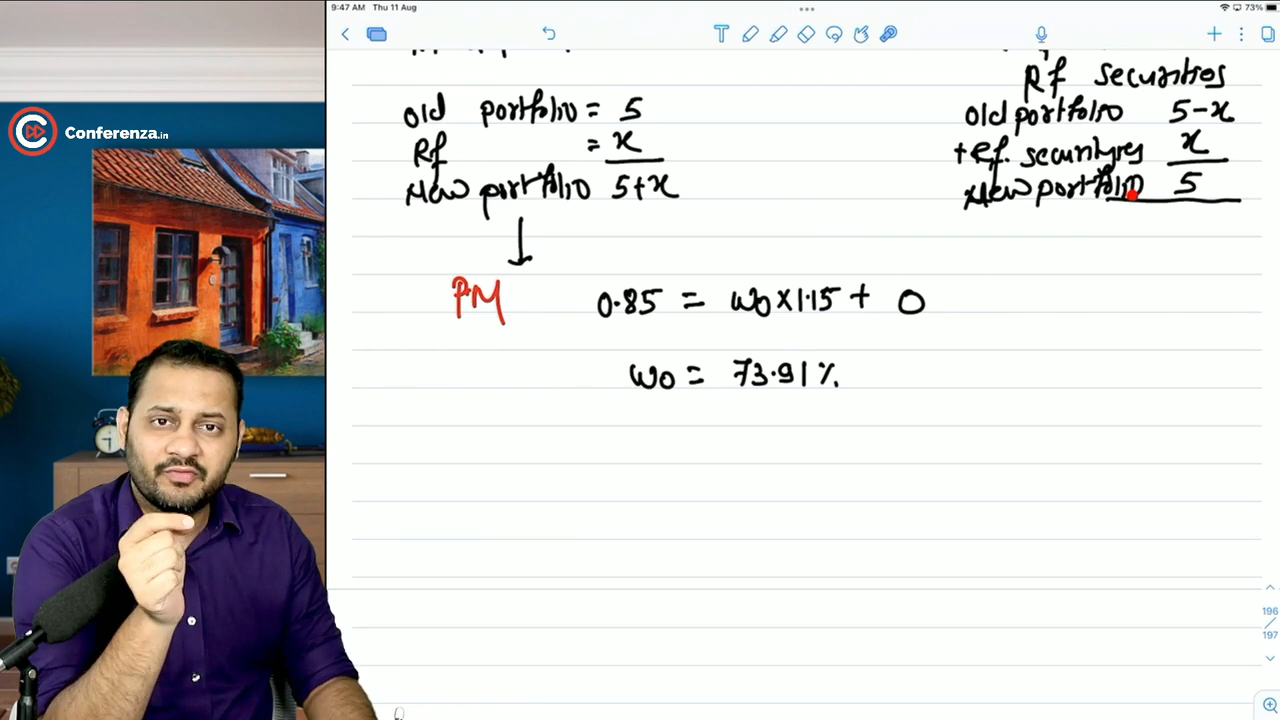 9:47 AM Thu 11 Aug
73%
Conferenza.in
Rf securities
Old portfolio = 5
Rf = x
New portfolio 5+x
Old portfolio 5-x
+Rf. securityes x
New portfolio 5
PM
0.85 = wo x 1.15 + 0
wo = 73.91%
196
197